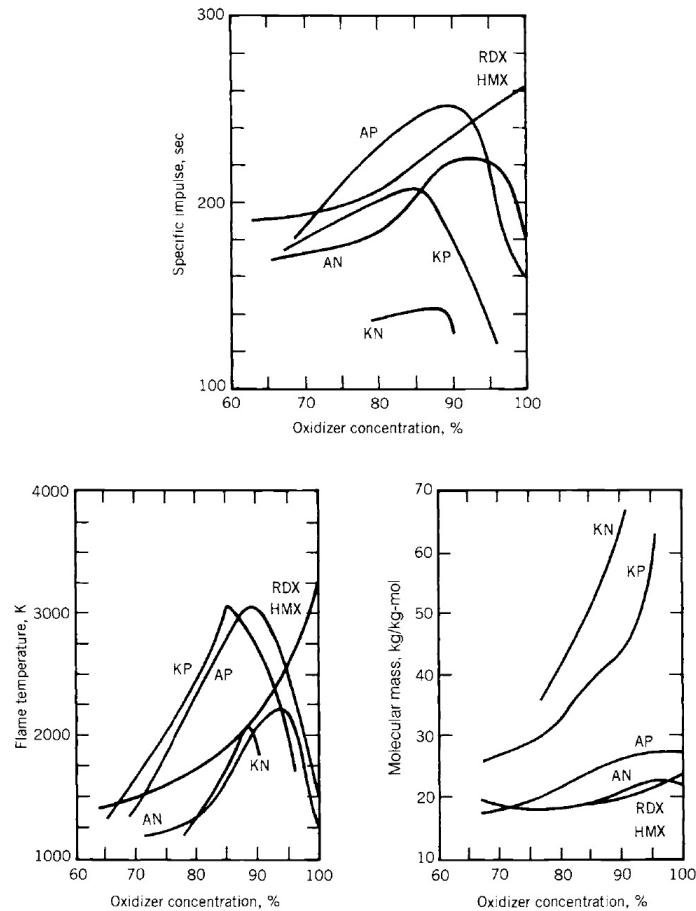 300
RDX
HMX
AP
Specific impulse, sec
200
KP
AN
KN
100
60
70
80
90
100
Oxidizer concentration, %
4000
RDX
HMX
3000
KP
AP
Flame temperature, K
2000
KN
AN
1000
60
70
80
90
100
Oxidizer concentration, %
70
KN
60
KP
50
Molecular mass, kg/kg-mol
40
30
AP
AN
20
RDX
HMX
10
60
70
80
90
100
Oxidizer concentration, %